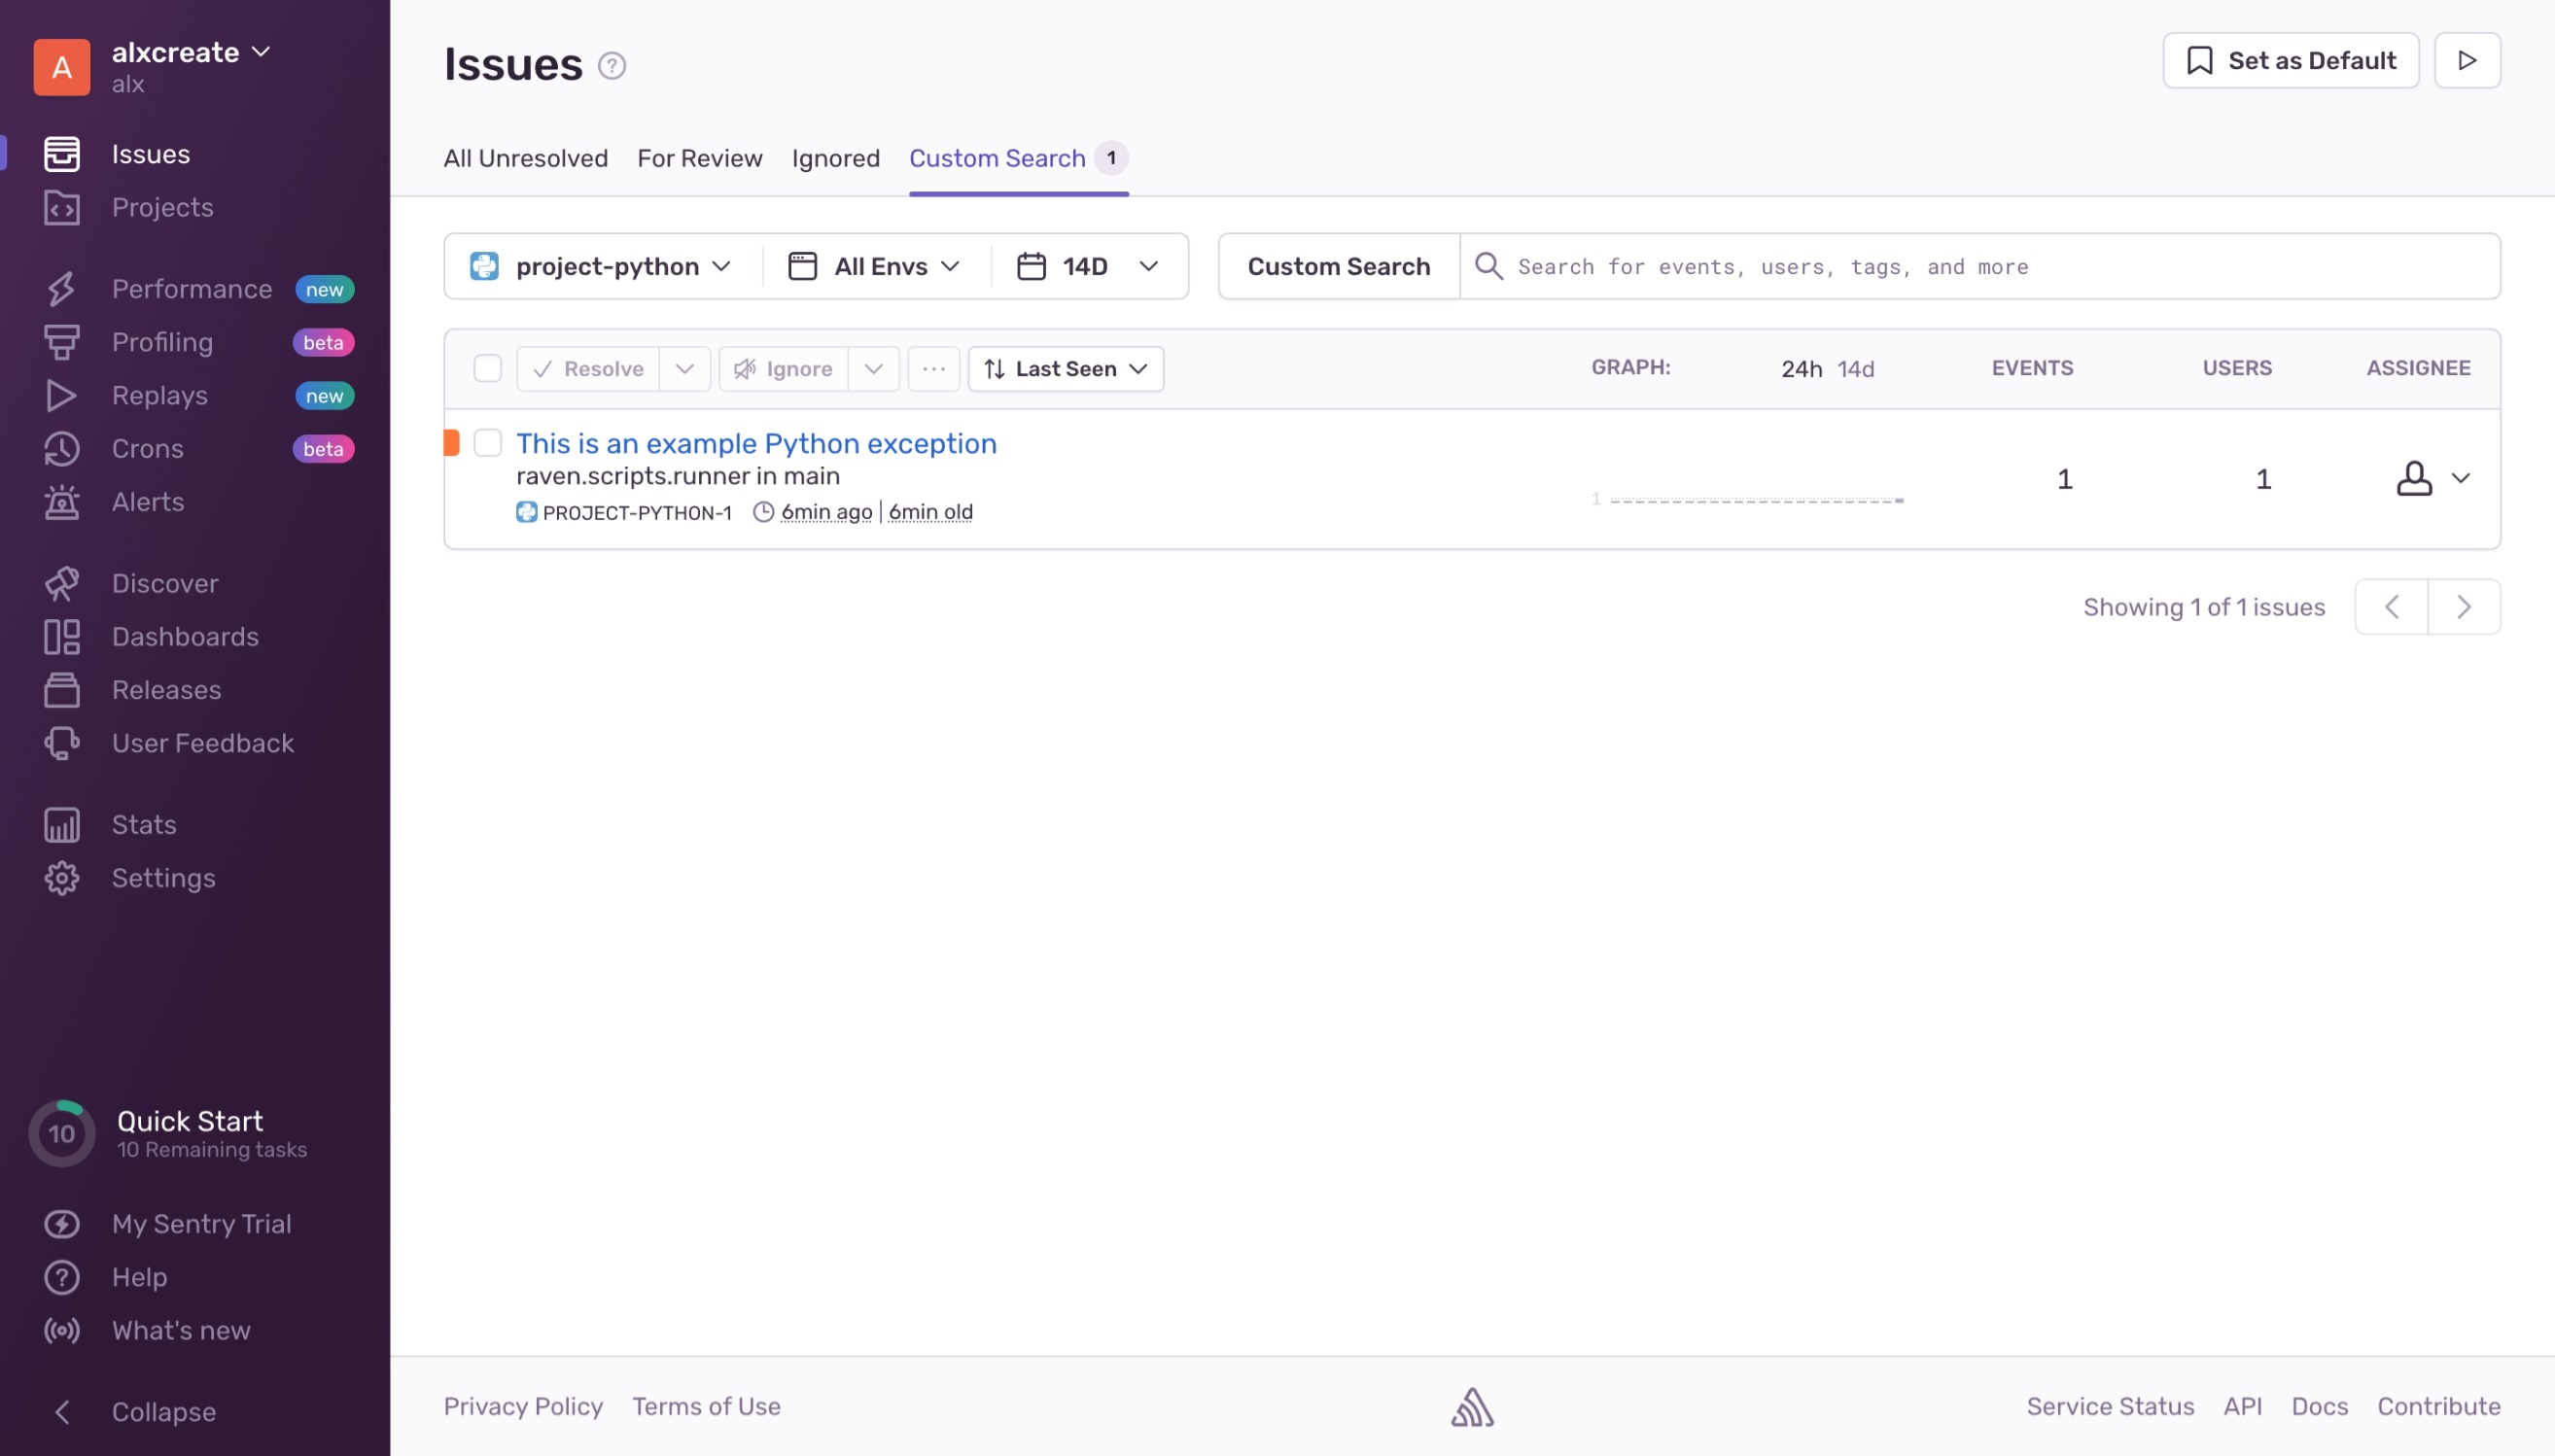 A
alxcreate
alx
Issues
Projects
Performance new
Profiling beta
Replays new
Crons beta
Alerts
Discover
Dashboards
Releases
User Feedback
Stats
Settings
10
Quick Start
10 Remaining tasks
My Sentry Trial
Help
What's new
Collapse
Issues ?
Set as Default
All Unresolved For Review Ignored Custom Search 1
project-python All Envs 14D Custom Search Search for events, users, tags, and more
Resolve Ignore ... Last Seen GRAPH: 24h 14d EVENTS USERS ASSIGNEE
This is an example Python exception
raven.scripts.runner in main
PROJECT-PYTHON-1 6min ago | 6min old
1 1 1
Showing 1 of 1 issues
Privacy Policy Terms of Use Service Status API Docs Contribute